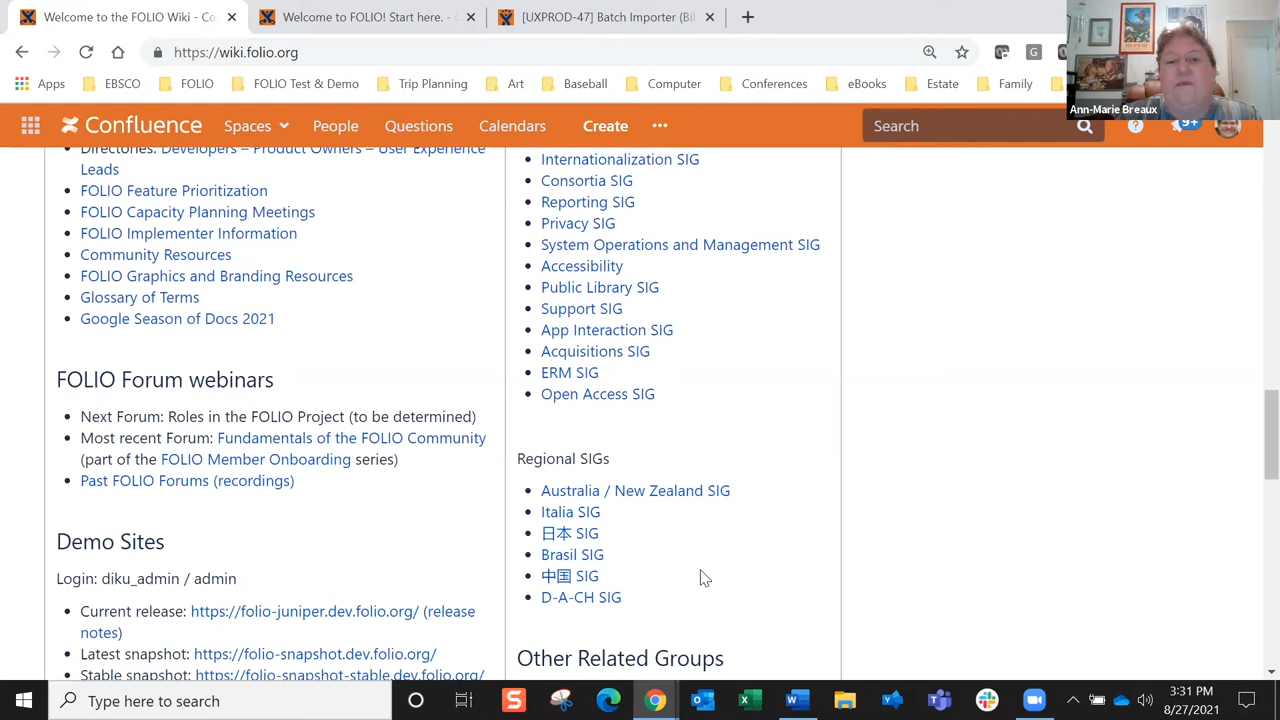 Welcome to the FOLIO Wiki - Co
Welcome to FOLIO! Start here. - C
[UXPROD-47] Batch Importer (Bi
https://wiki.folio.org
Apps
EBSCO
FOLIO
FOLIO Test & Demo
Trip Planning
Art
Baseball
Computer
Conferences
eBooks
Estate
Family
Ann-Marie Breaux
Confluence
Spaces
People
Questions
Calendars
Create
Search
9+
Directories: Developers – Product Owners – User Experience
Leads
FOLIO Feature Prioritization
FOLIO Capacity Planning Meetings
FOLIO Implementer Information
Community Resources
FOLIO Graphics and Branding Resources
Glossary of Terms
Google Season of Docs 2021
FOLIO Forum webinars
Next Forum: Roles in the FOLIO Project (to be determined)
Most recent Forum: Fundamentals of the FOLIO Community
(part of the FOLIO Member Onboarding series)
Past FOLIO Forums (recordings)
Demo Sites
Login: diku_admin / admin
Current release: https://folio-juniper.dev.folio.org/ (release
notes)
Latest snapshot: https://folio-snapshot.dev.folio.org/
Stable snapshot: https://folio-snapshot-stable.dev.folio.org/
Internationalization SIG
Consortia SIG
Reporting SIG
Privacy SIG
System Operations and Management SIG
Accessibility
Public Library SIG
Support SIG
App Interaction SIG
Acquisitions SIG
ERM SIG
Open Access SIG
Regional SIGs
Australia / New Zealand SIG
Italia SIG
日本 SIG
Brasil SIG
中国 SIG
D-A-CH SIG
Other Related Groups
Type here to search
3:31 PM
8/27/2021